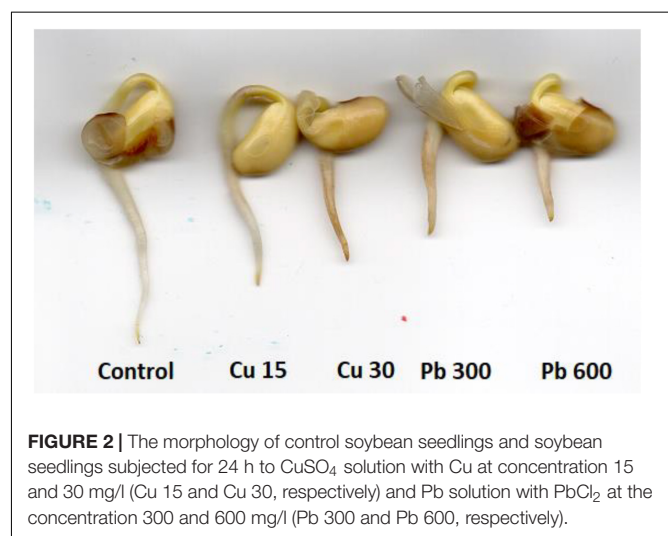 Control Cu 15 Cu 30 Pb 300 Pb 600
FIGURE 2 | The morphology of control soybean seedlings and soybean
seedlings subjected for 24 h to CuSO₄ solution with Cu at concentration 15
and 30 mg/l (Cu 15 and Cu 30, respectively) and Pb solution with PbCl₂ at the
concentration 300 and 600 mg/l (Pb 300 and Pb 600, respectively).